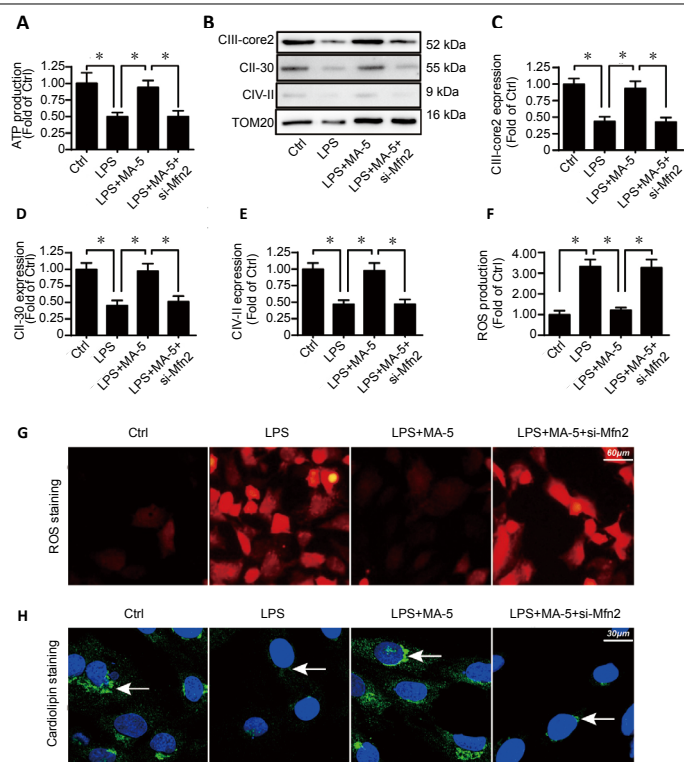 A
ATP production
(Fold of Ctrl)
1.25
1.00
0.75
0.50
0.25
0
* * *
Ctrl
LPS
LPS+MA-5
LPS+MA-5+
si-Mfn2
B
CIII-core2
52 kDa
CII-30
55 kDa
CIV-II
9 kDa
TOM20
16 kDa
Ctrl
LPS
LPS+MA-5
LPS+MA-5+
si-Mfn2
C
CIII-core2 ecpression
(Fold of Ctrl)
1.25
1.00
0.75
0.50
0.25
0
* * *
Ctrl
LPS
LPS+MA-5
LPS+MA-5+
si-Mfn2
D
CII-30 expression
(Fold of Ctrl)
1.25
1.00
0.75
0.50
0.25
0
* * *
Ctrl
LPS
LPS+MA-5
LPS+MA-5+
si-Mfn2
E
CIV-II ecpression
(Fold of Ctrl)
1.25
1.00
0.75
0.50
0.25
0
* * *
Ctrl
LPS
LPS+MA-5
LPS+MA-5+
si-Mfn2
F
ROS production
(Fold of Ctrl)
4.00
3.00
2.00
1.00
0
* * *
Ctrl
LPS
LPS+MA-5
LPS+MA-5+
si-Mfn2
G
Ctrl LPS LPS+MA-5 LPS+MA-5+si-Mfn2
ROS staining
60μm
H
Ctrl LPS LPS+MA-5 LPS+MA-5+si-Mfn2
Cardiolipin staining
30μm